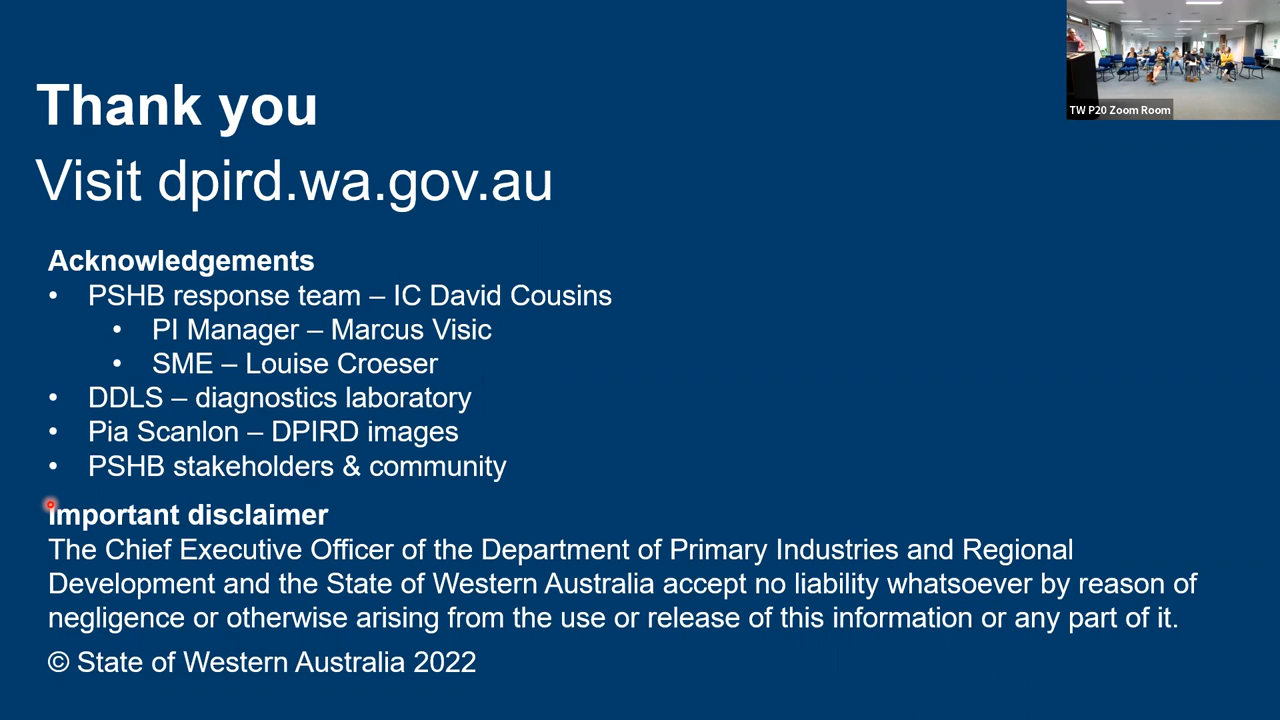 Thank you
Visit dpird.wa.gov.au
Acknowledgements
• PSHB response team – IC David Cousins
• PI Manager – Marcus Visic
• SME – Louise Croeser
• DDLS – diagnostics laboratory
• Pia Scanlon – DPIRD images
• PSHB stakeholders & community
Important disclaimer
The Chief Executive Officer of the Department of Primary Industries and Regional
Development and the State of Western Australia accept no liability whatsoever by reason of
negligence or otherwise arising from the use or release of this information or any part of it.
© State of Western Australia 2022
TW P20 Zoom Room